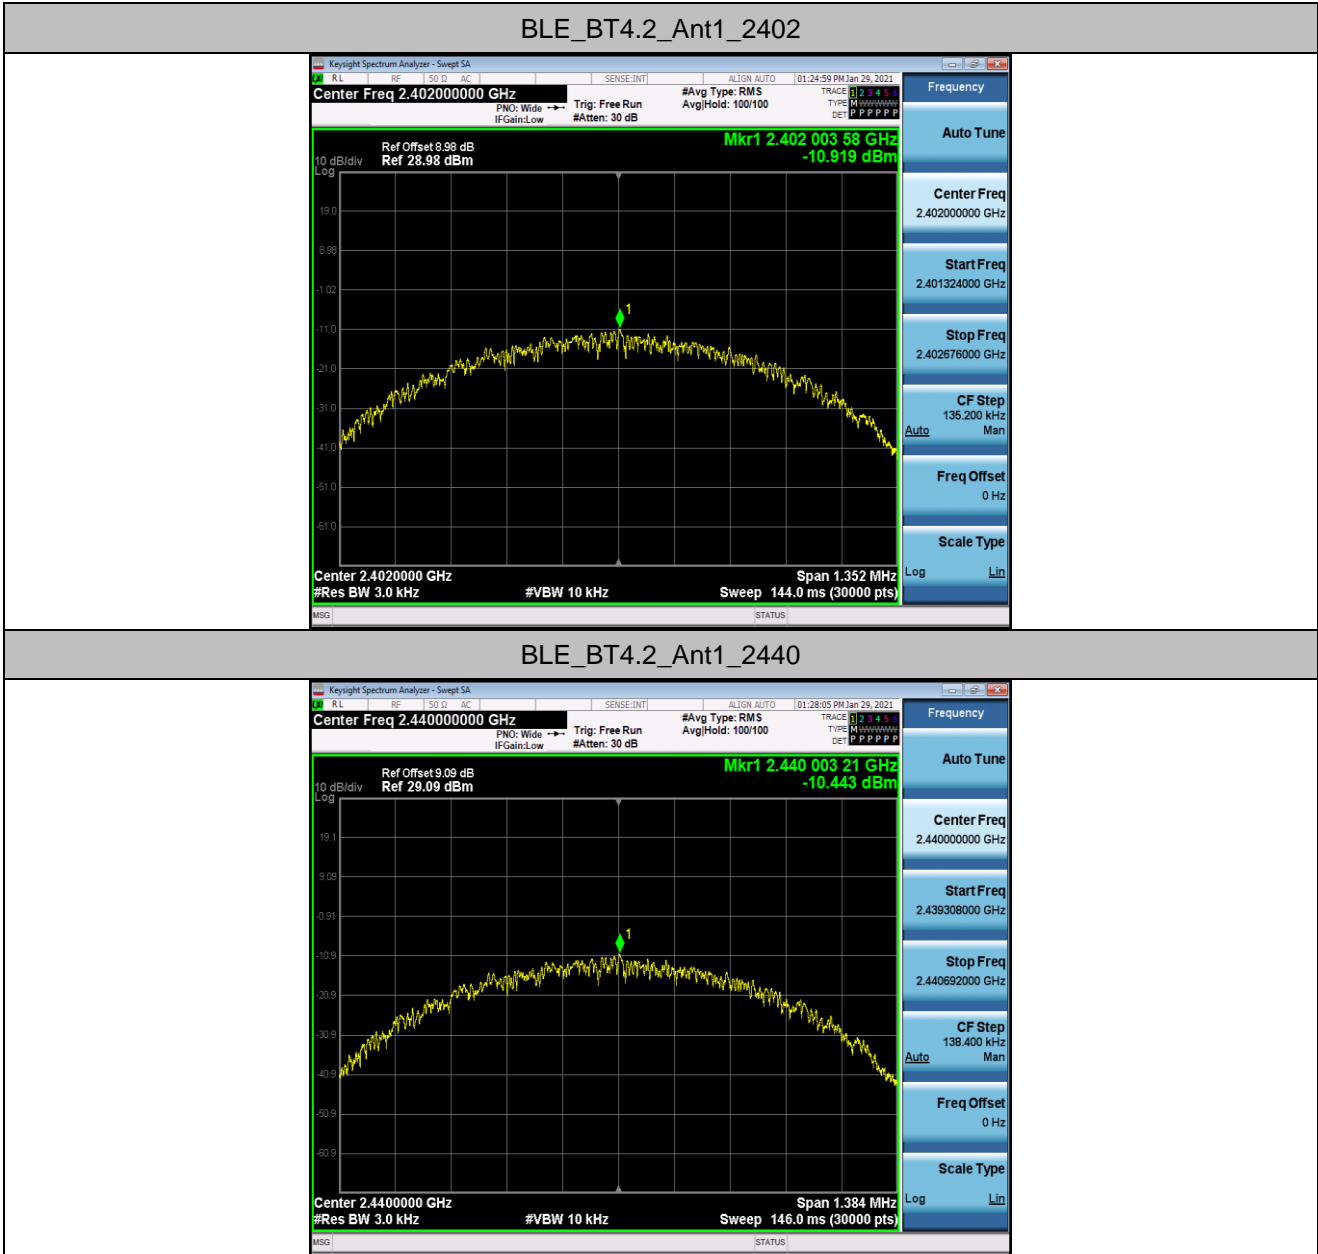 BLE_BT4.2_Ant1_2402
Keysight Spectrum Analyzer - Swept SA
RL RF 50 Ω AC SENSE:INT ALIGN AUTO 01:24:59 PM Jan 29, 2021
Center Freq 2.402000000 GHz #Avg Type: RMS TRACE 1 2 3 4 5 6
PNO: Wide Trig: Free Run Avg|Hold: 100/100 TYPE M WWWWW
IFGain:Low #Atten: 30 dB DET P P P P P P
Frequency
Auto Tune
Mkr1 2.402 003 58 GHz
Ref Offset 8.98 dB
10 dB/div Ref 28.98 dBm -10.919 dBm
Log
19.0
8.98
-1.02
-11.0
-21.0
-31.0
-41.0
-51.0
-61.0
1
Center Freq
2.402000000 GHz
Start Freq
2.401324000 GHz
Stop Freq
2.402676000 GHz
CF Step
135.200 kHz
Auto Man
Freq Offset
0 Hz
Scale Type
Log Lin
Center 2.4020000 GHz Span 1.352 MHz
#Res BW 3.0 kHz #VBW 10 kHz Sweep 144.0 ms (30000 pts)
MSG STATUS
BLE_BT4.2_Ant1_2440
Keysight Spectrum Analyzer - Swept SA
RL RF 50 Ω AC SENSE:INT ALIGN AUTO 01:28:05 PM Jan 29, 2021
Center Freq 2.440000000 GHz #Avg Type: RMS TRACE 1 2 3 4 5 6
PNO: Wide Trig: Free Run Avg|Hold: 100/100 TYPE M WWWWW
IFGain:Low #Atten: 30 dB DET P P P P P P
Frequency
Auto Tune
Mkr1 2.440 003 21 GHz
Ref Offset 9.09 dB
10 dB/div Ref 29.09 dBm -10.443 dBm
Log
19.1
9.09
-0.91
-10.9
-20.9
-30.9
-40.9
-50.9
-60.9
1
Center Freq
2.440000000 GHz
Start Freq
2.439308000 GHz
Stop Freq
2.440692000 GHz
CF Step
138.400 kHz
Auto Man
Freq Offset
0 Hz
Scale Type
Log Lin
Center 2.4400000 GHz Span 1.384 MHz
#Res BW 3.0 kHz #VBW 10 kHz Sweep 146.0 ms (30000 pts)
MSG STATUS